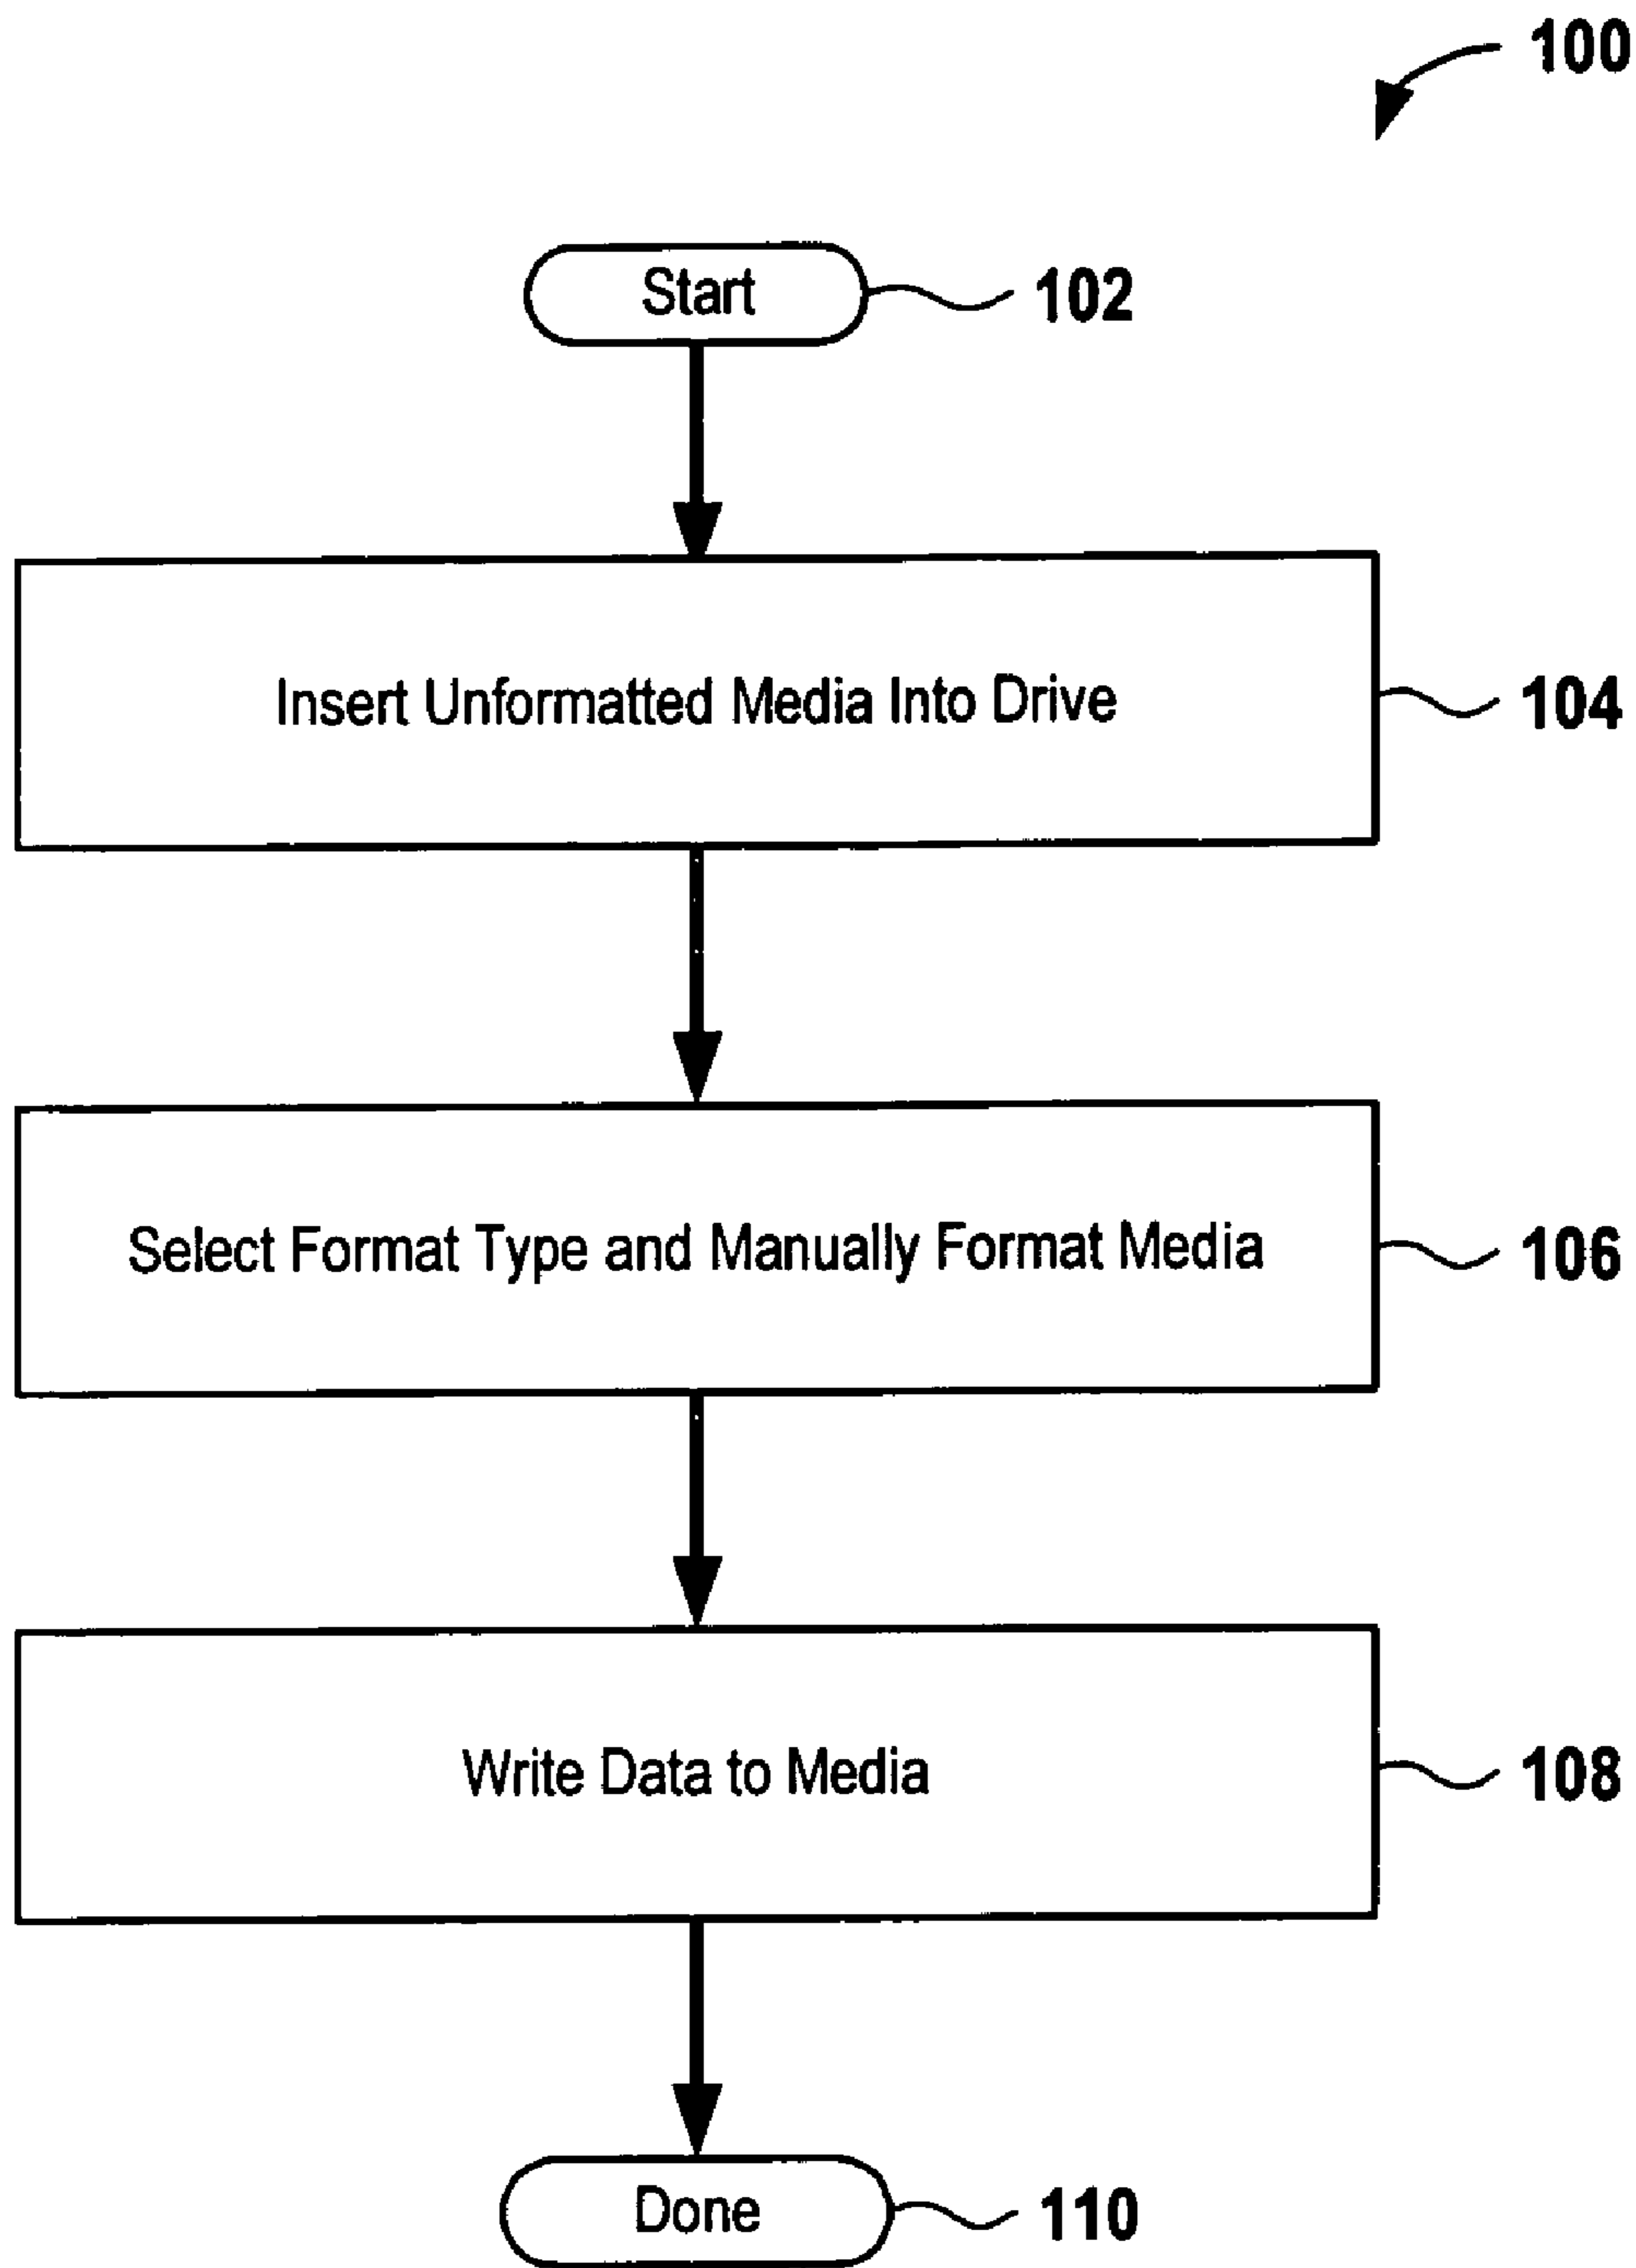 100
Start
102
Insert Unformatted Media Into Drive
104
Select Format Type and Manually Format Media
106
Write Data to Media
108
Done
110